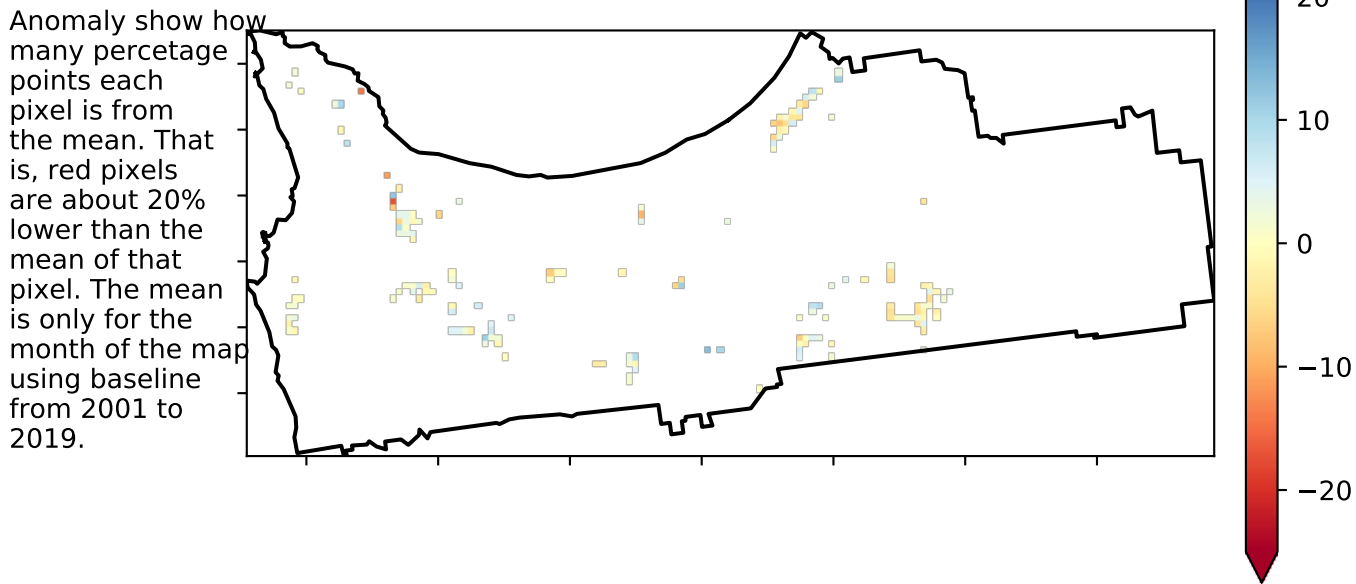 Anomaly show how
many percetage
points each
pixel is from
the mean. That
is, red pixels
are about 20%
lower than the
mean of that
pixel. The mean
is only for the
month of the map
using baseline
from 2001 to
2019.
20
10
0
−10
−20